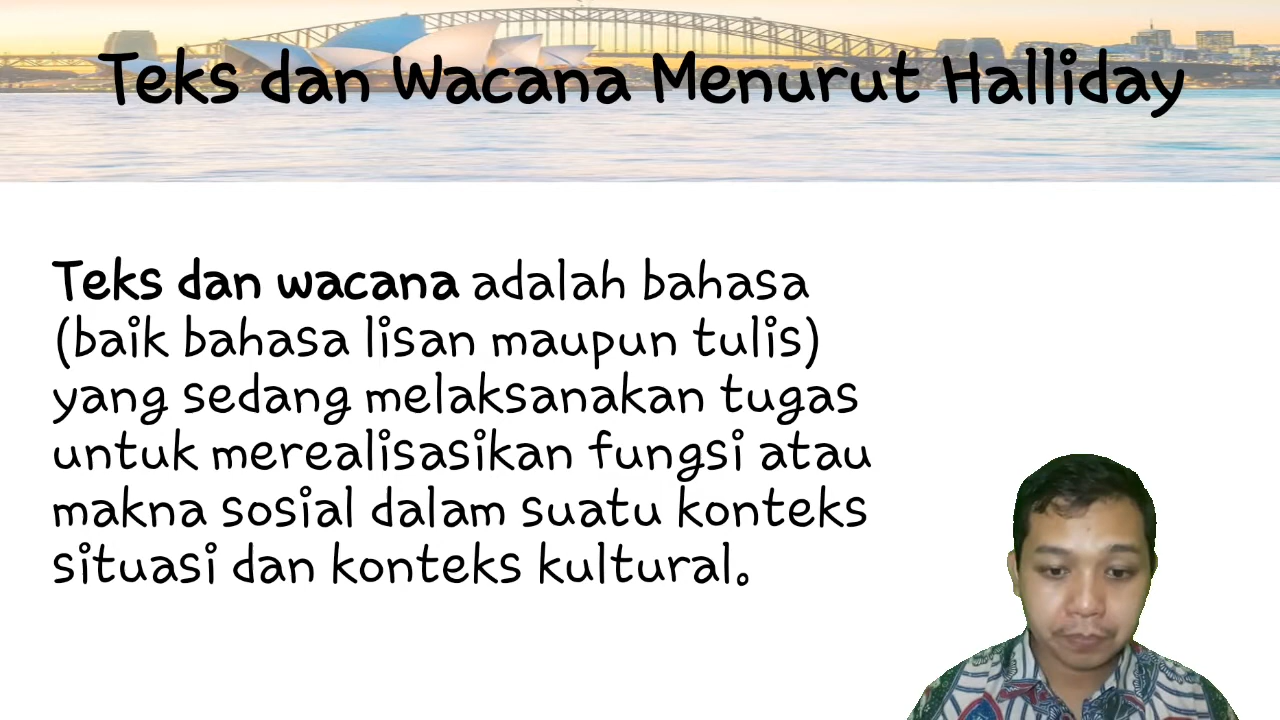 Teks dan Wacana Menurut Halliday
Teks dan wacana adalah bahasa
(baik bahasa lisan maupun tulis)
yang sedang melaksanakan tugas
untuk merealisasikan fungsi atau
makna sosial dalam suatu konteks
situasi dan konteks kultural.